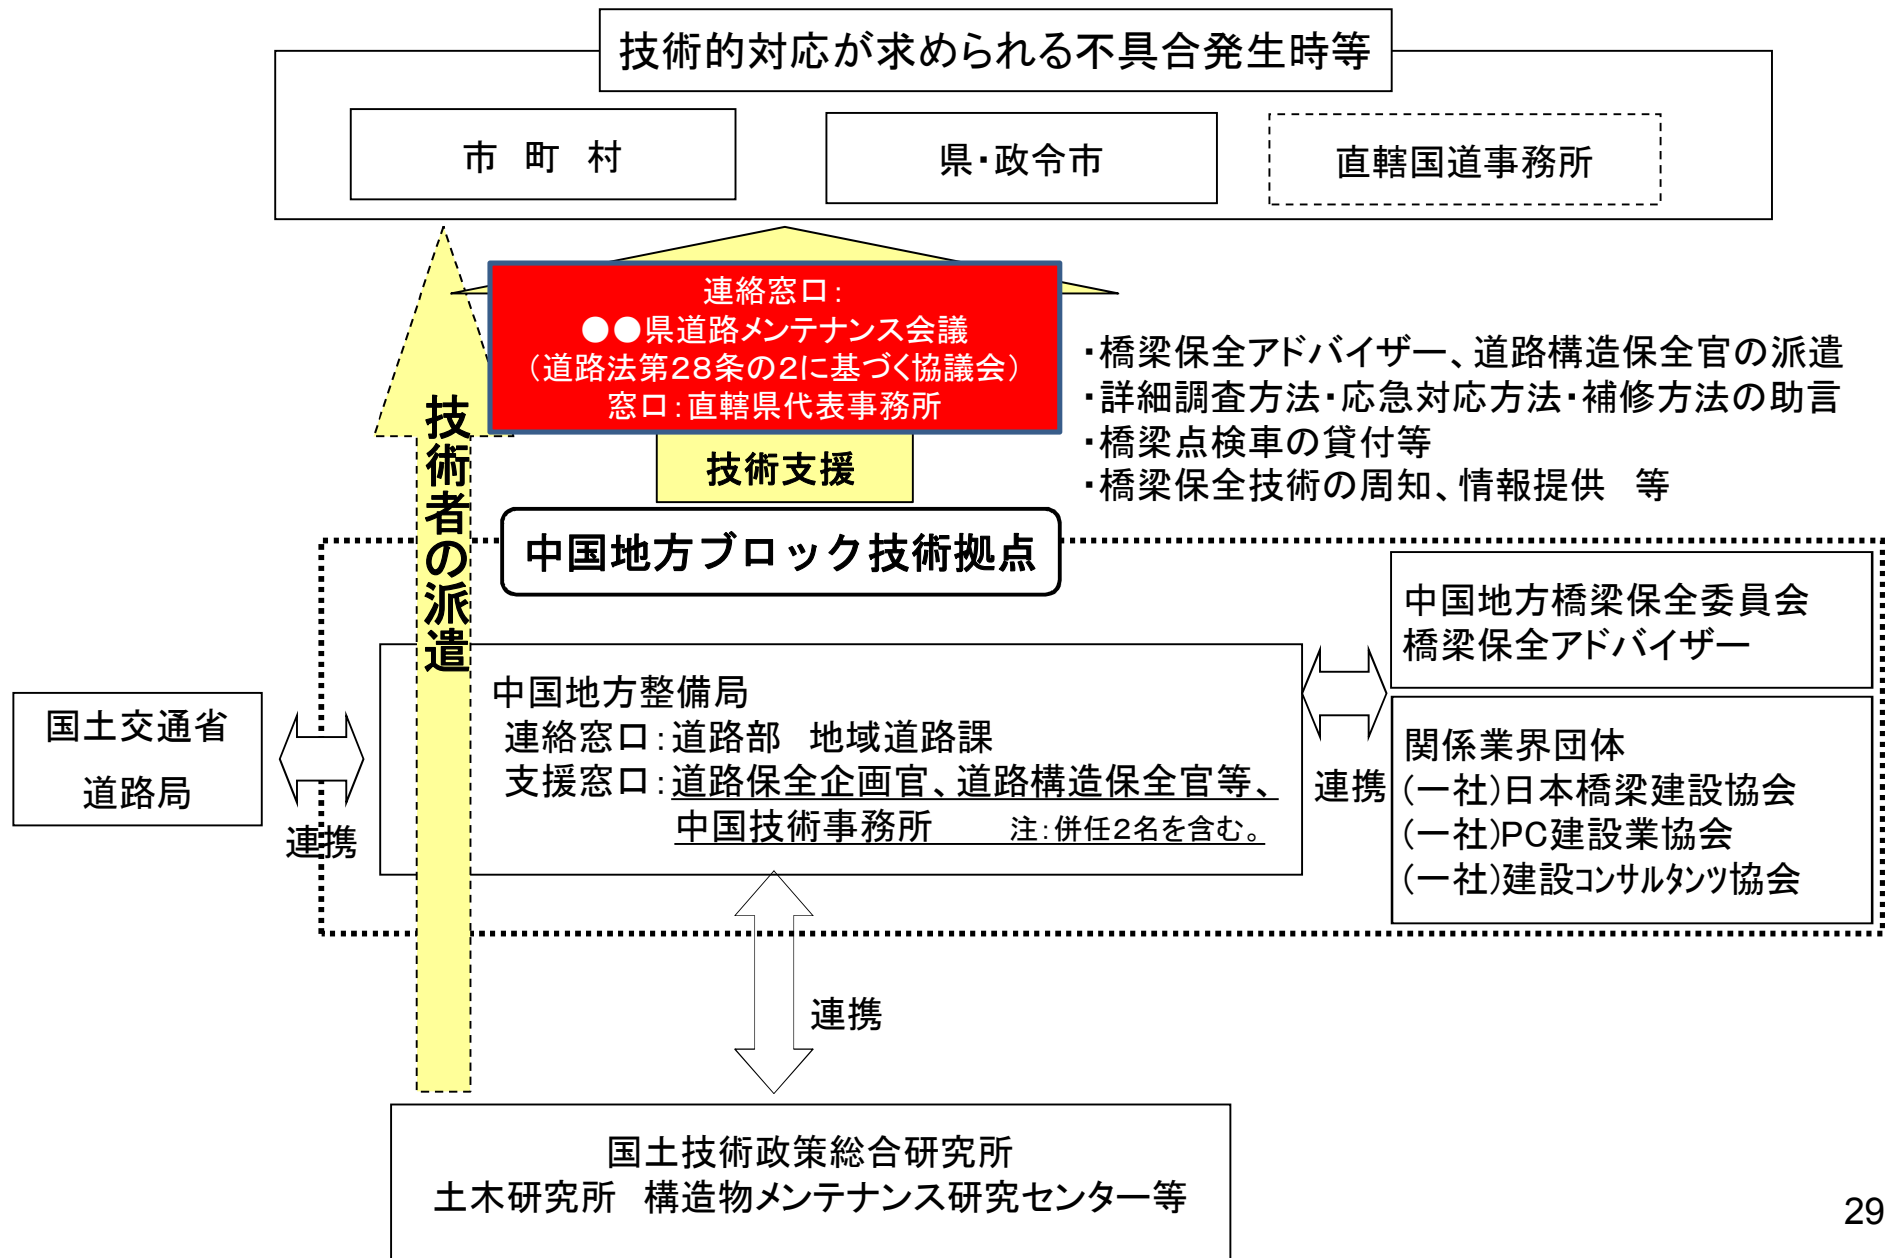 技術的対応が求められる不具合発生時等
市　町　村
県・政令市
直轄国道事務所
連絡窓口：
●●県道路メンテナンス会議
（道路法第28条の2に基づく協議会）
窓口：直轄県代表事務所
・橋梁保全アドバイザー、道路構造保全官の派遣
・詳細調査方法・応急対応方法・補修方法の助言
・橋梁点検車の貸付等
・橋梁保全技術の周知、情報提供　等
技術支援
技術者の派遣
中国地方ブロック技術拠点
中国地方橋梁保全委員会
橋梁保全アドバイザー
中国地方整備局
連絡窓口：道路部　地域道路課
支援窓口：道路保全企画官、道路構造保全官等、
中国技術事務所　　注：併任2名を含む。
国土交通省
道路局
連携
連携
関係業界団体
(一社)日本橋梁建設協会
(一社)PC建設業協会
(一社)建設ｺﾝｻﾙﾀﾝﾂ協会
連携
国土技術政策総合研究所
土木研究所　構造物メンテナンス研究センター等
29